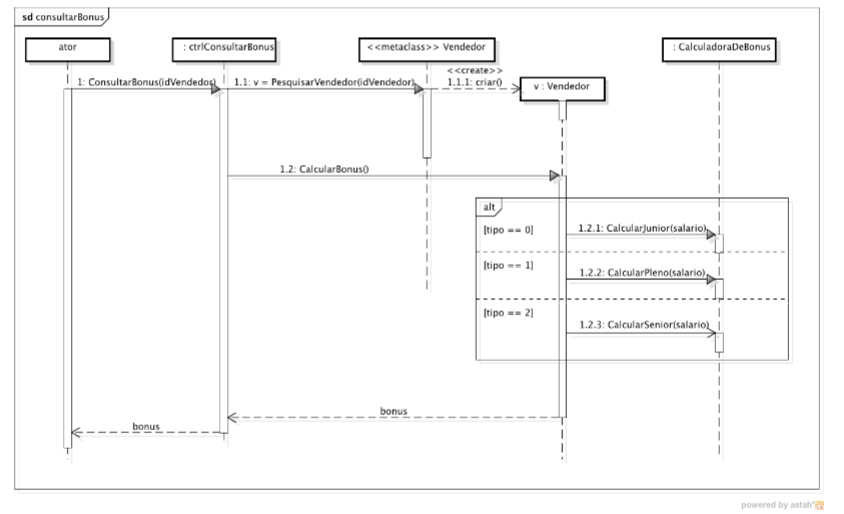 sd consultarBonus
ator
: ctrlConsultarBonus
<<metaclass>> Vendedor
: CalculadoraDeBonus
<<create>>
1: ConsultarBonus(idVendedor)
1.1: v = PesquisarVendedor(idVendedor)
1.1.1: criar()
v : Vendedor
1.2: CalcularBonus()
alt
[tipo == 0]
1.2.1: CalcularJunior(salario)
[tipo == 1]
1.2.2: CalcularPleno(salario)
[tipo == 2]
1.2.3: CalcularSenior(salario)
bonus
bonus
powered by astah*